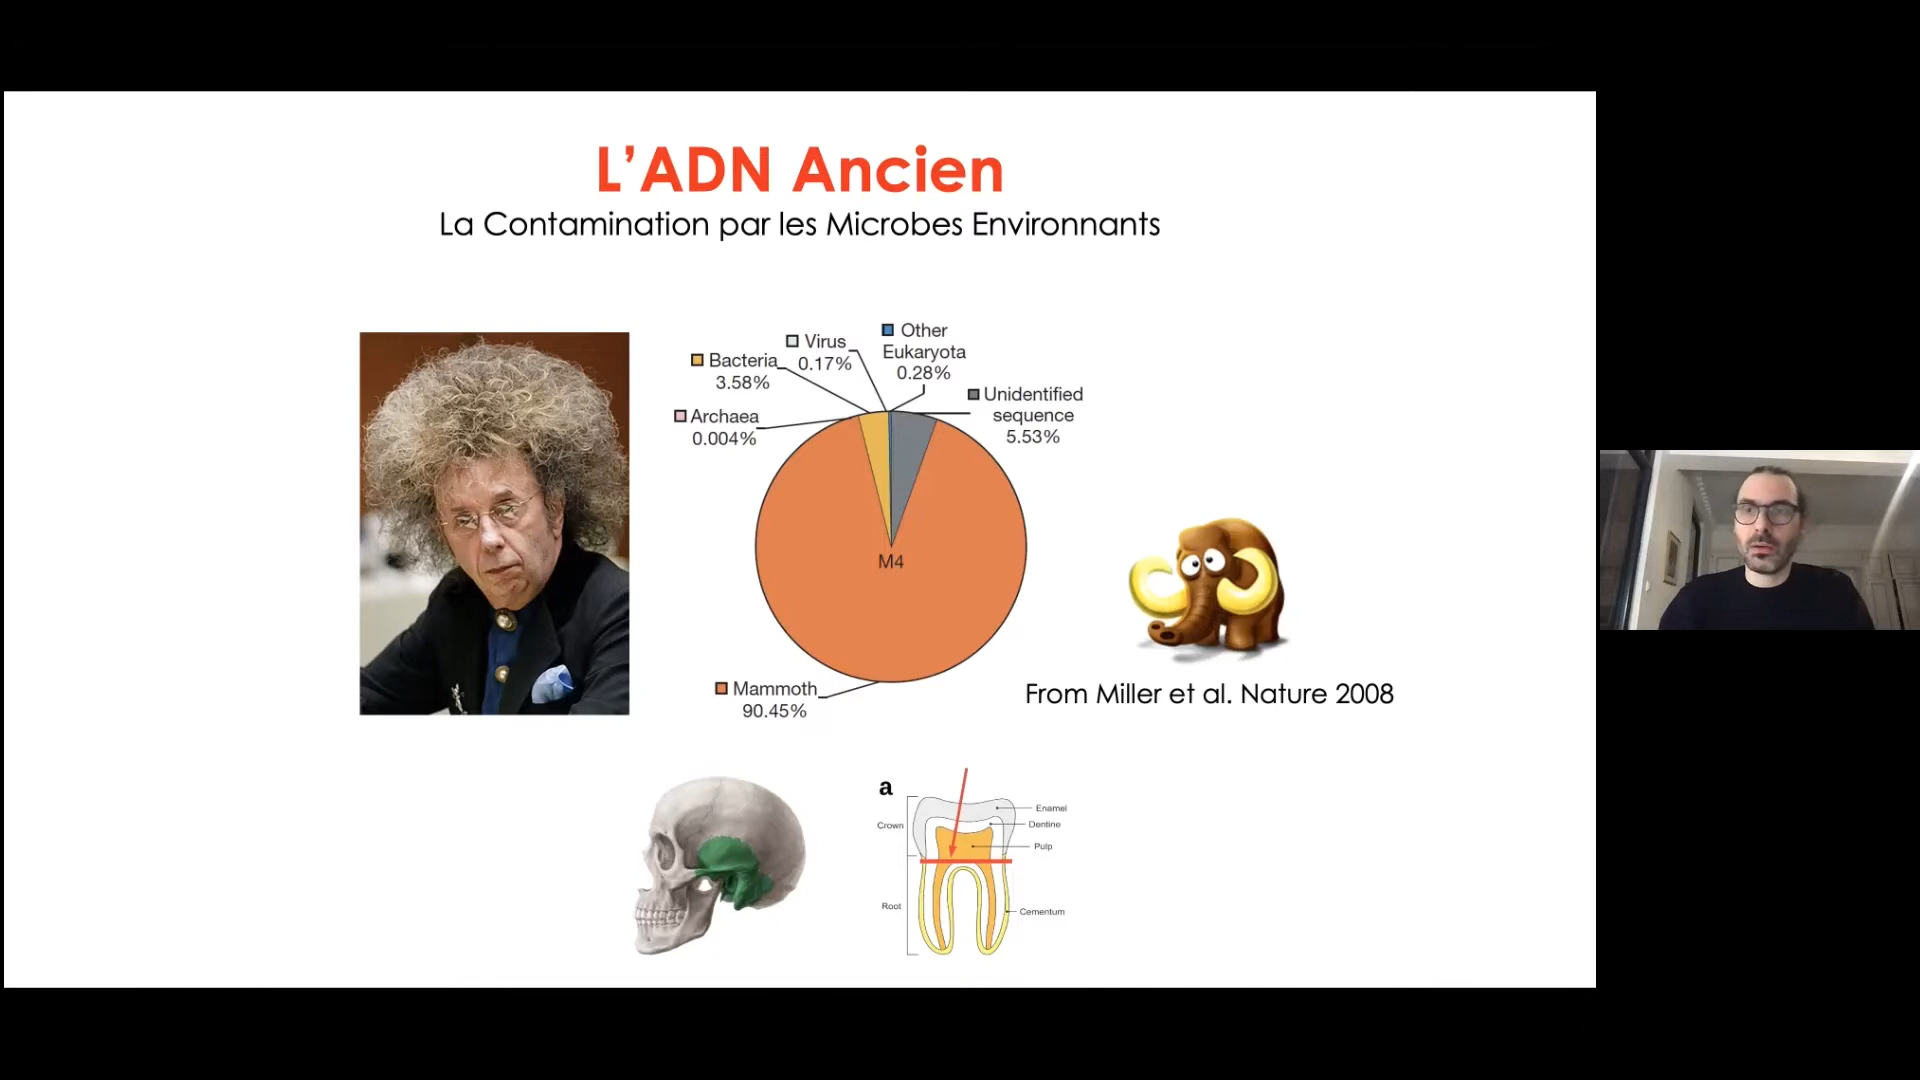 L'ADN Ancien
La Contamination par les Microbes Environnants
Other
Eukaryota
0.28%
Virus
0.17%
Bacteria
3.58%
Archaea
0.004%
Unidentified
sequence
5.53%
M4
Mammoth
90.45%
From Miller et al. Nature 2008
a
Crown
Root
Enamel
Dentine
Pulp
Cementum